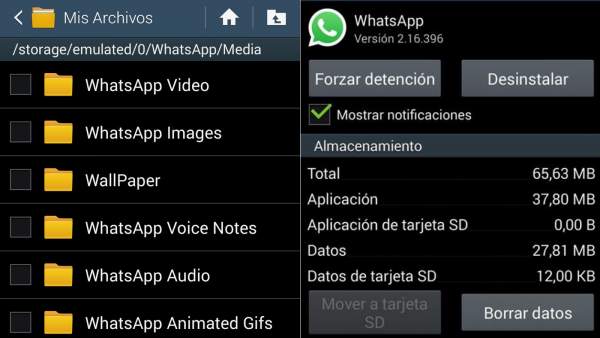 Mis Archivos
/storage/emulated/0/WhatsApp/Media
WhatsApp Video
WhatsApp Images
WallPaper
WhatsApp Voice Notes
WhatsApp Audio
WhatsApp Animated Gifs
WhatsApp
Versión 2.16.396
Forzar detención
Desinstalar
Mostrar notificaciones
Almacenamiento
Total 65,63 MB
Aplicación 37,80 MB
Aplicación de tarjeta SD 0,00 B
Datos 27,81 MB
Datos de tarjeta SD 12,00 KB
Mover a tarjeta
SD
Borrar datos